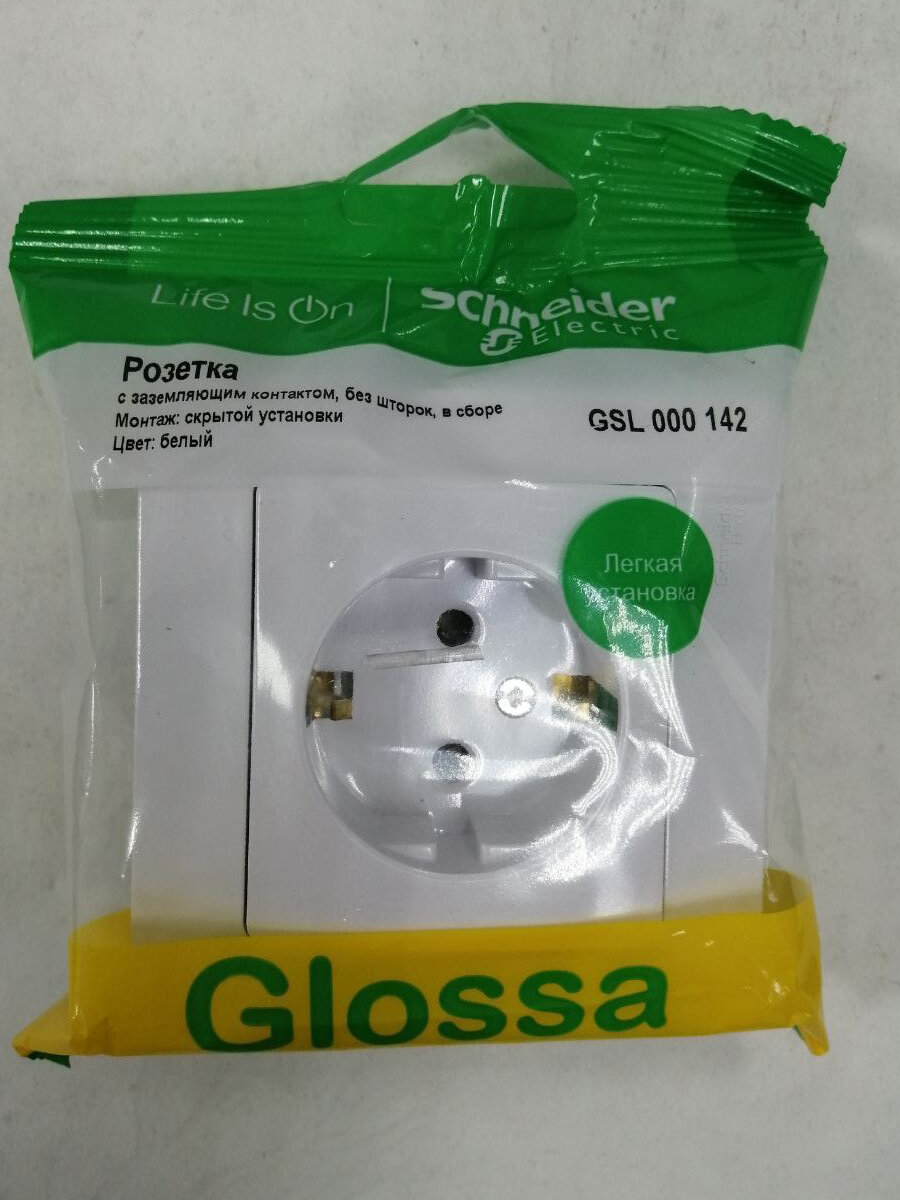 Life Is On | Schneider
Electric
Розетка
с заземляющим контактом, без шторок, в сборе
Монтаж: скрытой установки
Цвет: белый
GSL 000 142
Легкая
установка
Glossa